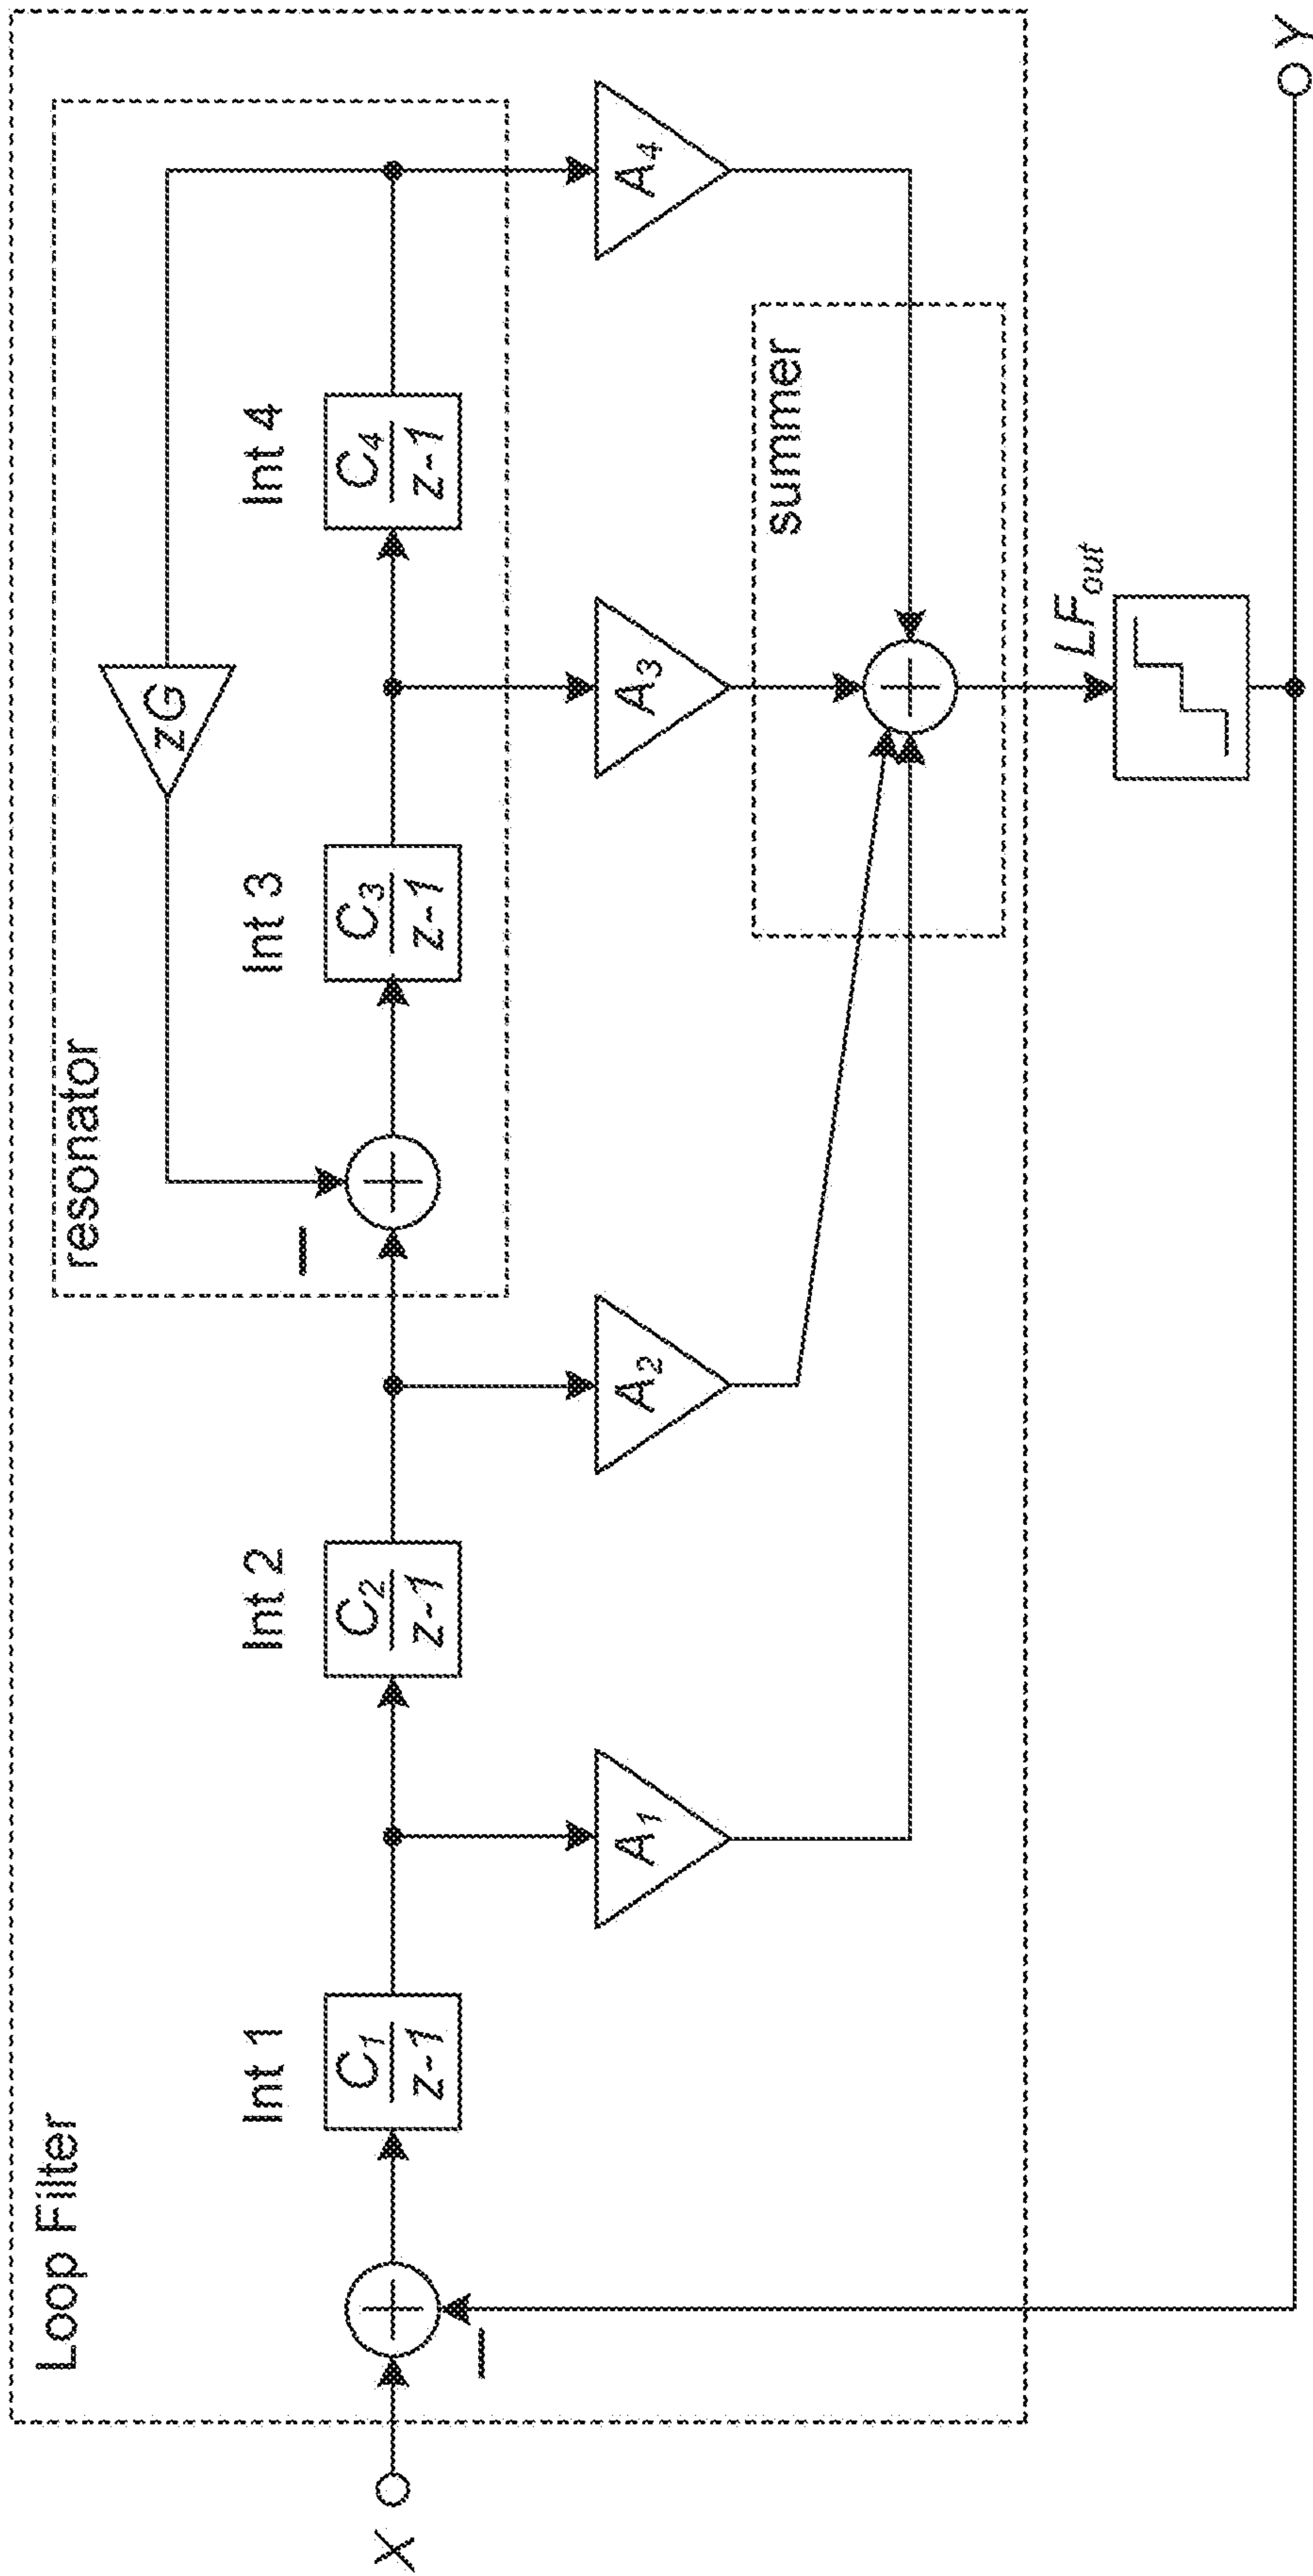 Loop Filter
resonator
zG
Int 1
Int 2
Int 3
Int 4
C₁
z-1
C₂
z-1
C₃
z-1
C₄
z-1
X
A₁
A₂
A₃
A₄
summer
LF_out
Y